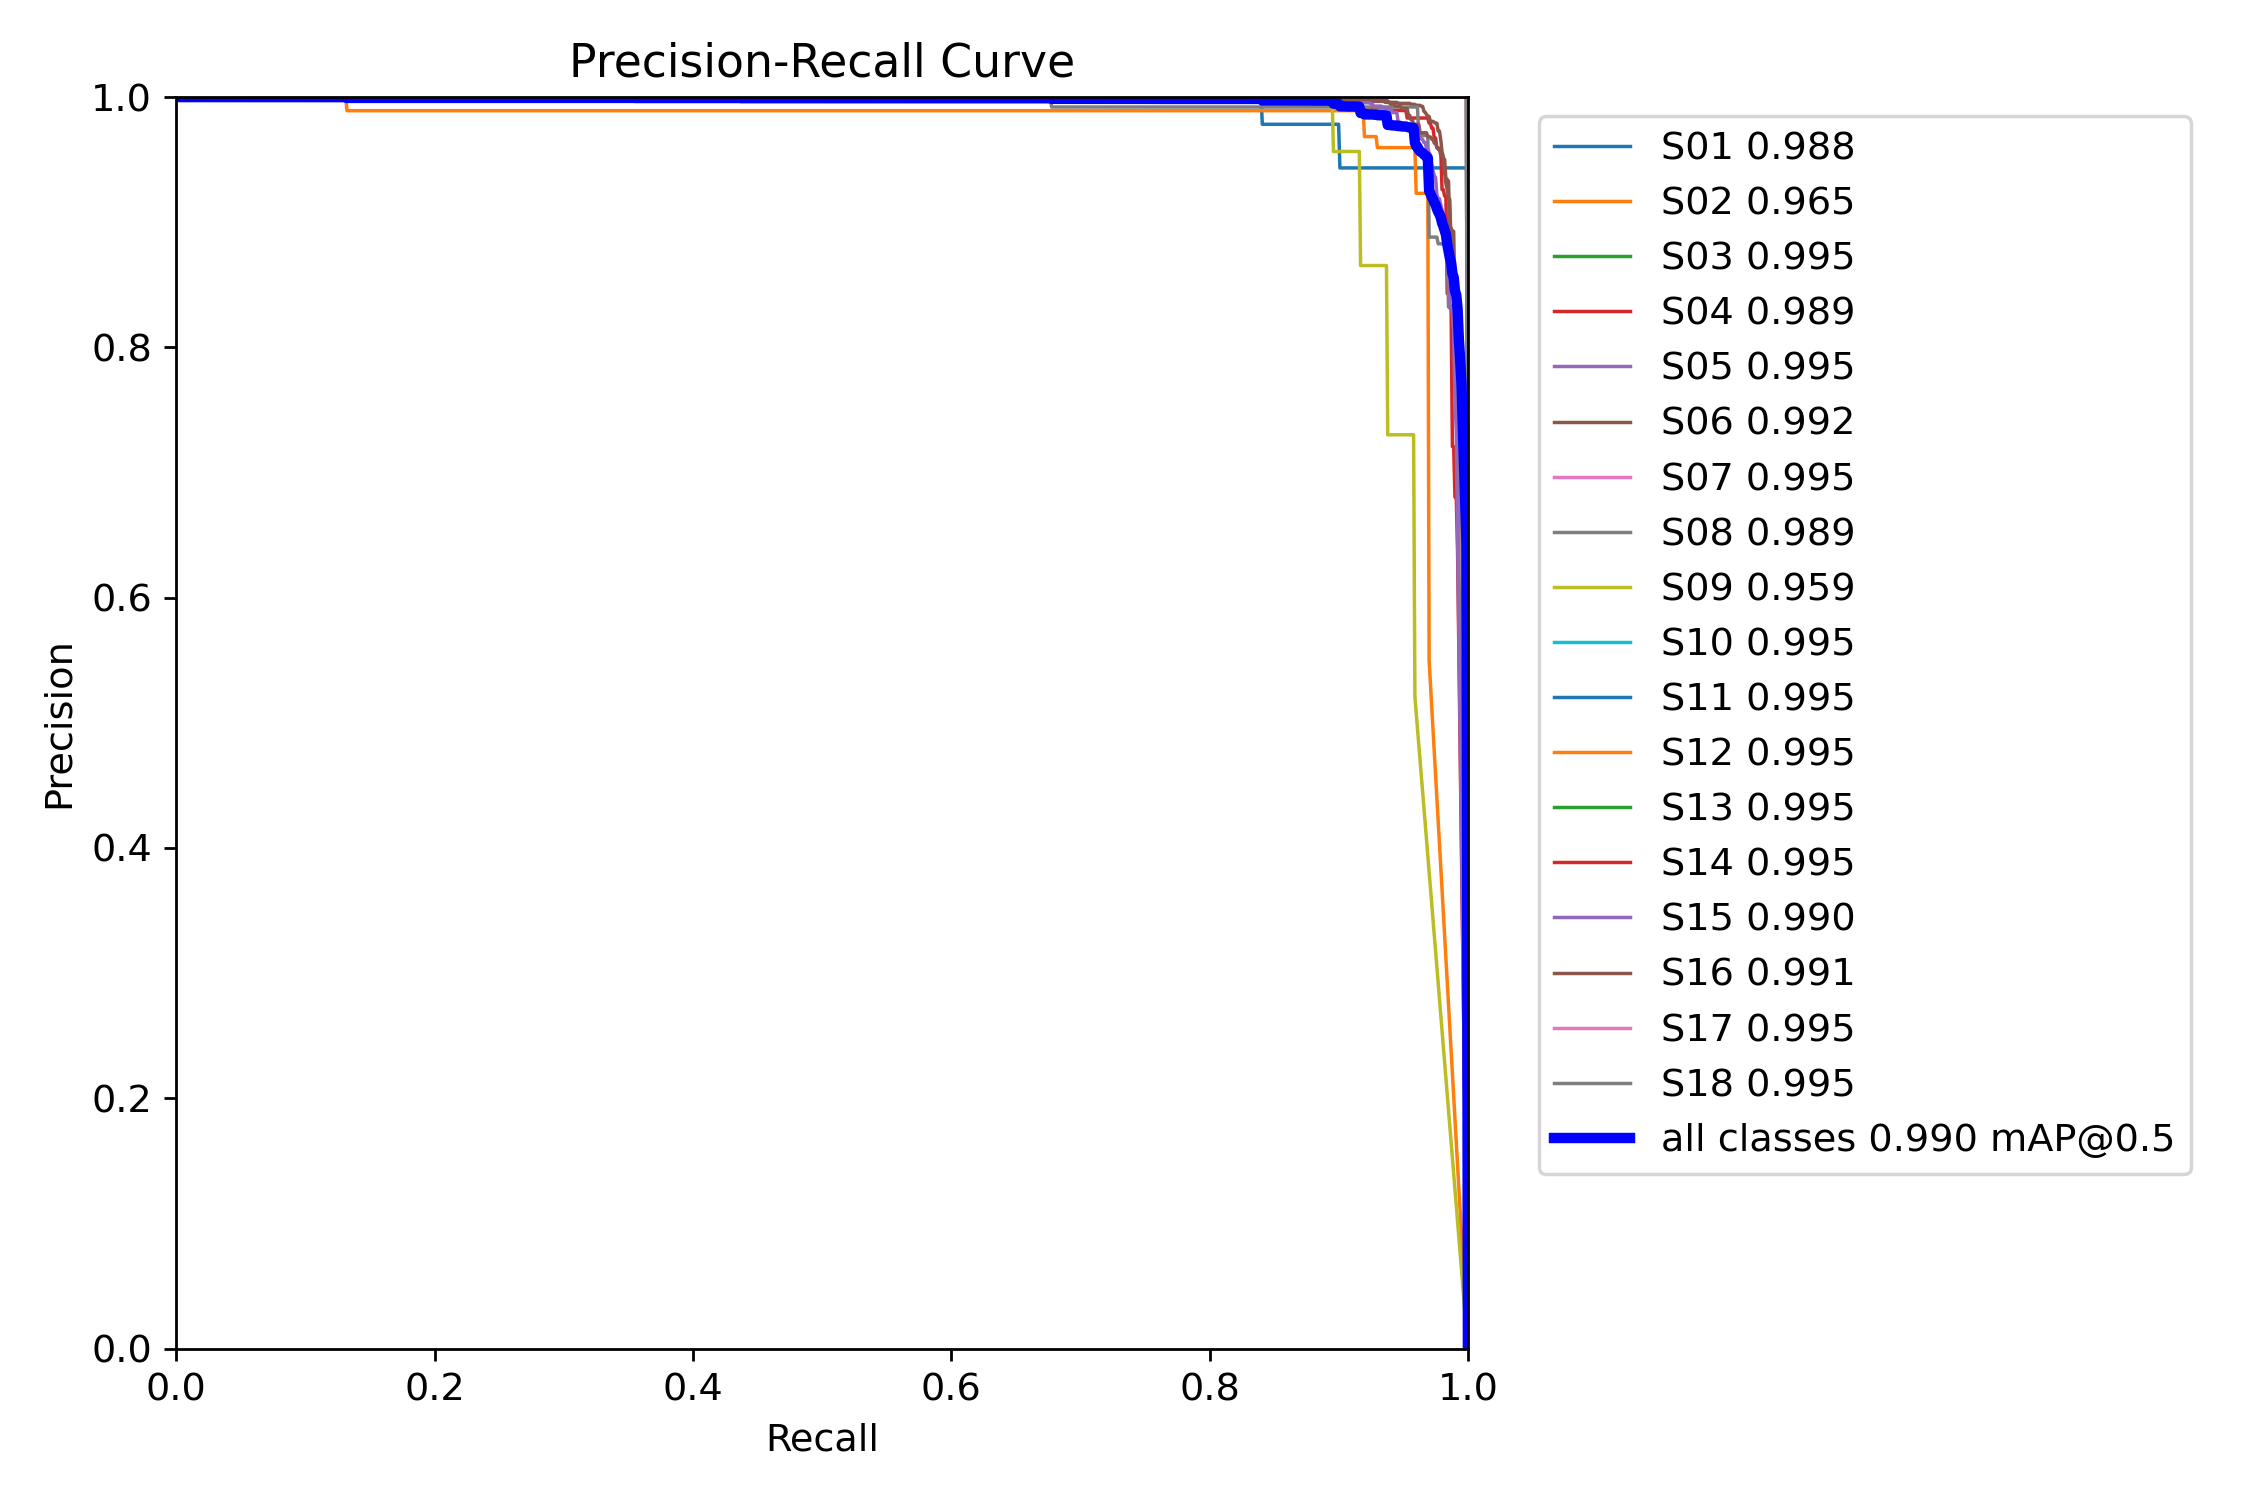 Precision-Recall Curve
1.0
0.8
0.6
0.4
0.2
0.0
Precision
0.0 0.2 0.4 0.6 0.8 1.0
Recall
S01 0.988
S02 0.965
S03 0.995
S04 0.989
S05 0.995
S06 0.992
S07 0.995
S08 0.989
S09 0.959
S10 0.995
S11 0.995
S12 0.995
S13 0.995
S14 0.995
S15 0.990
S16 0.991
S17 0.995
S18 0.995
all classes 0.990 mAP@0.5